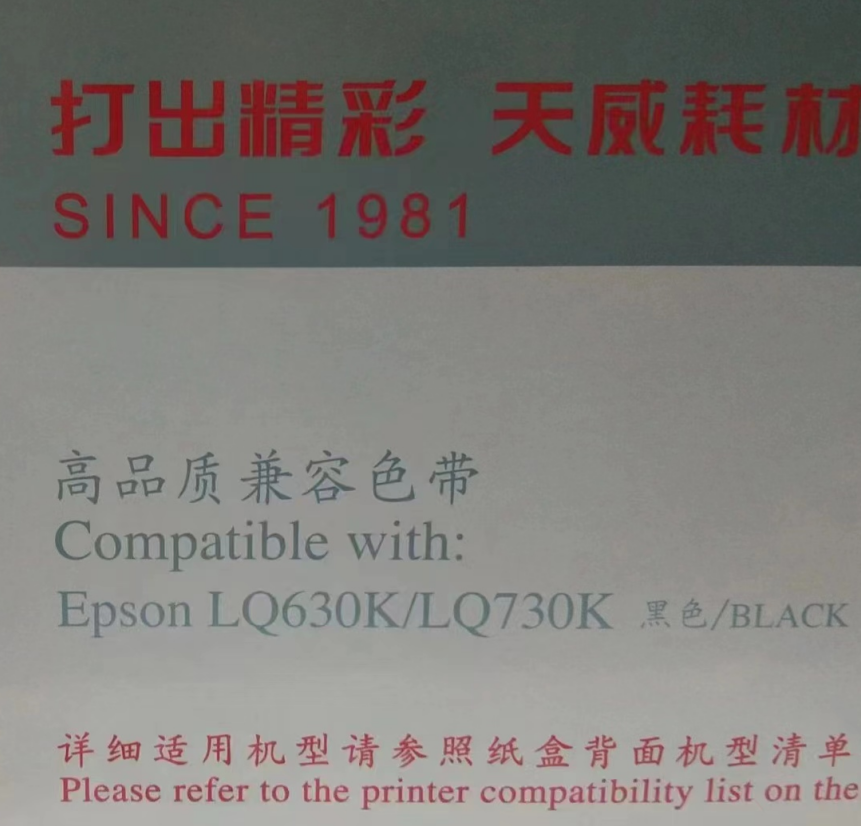 打出精彩 天威耗材
SINCE 1981
高品质兼容色带
Compatible with:
Epson LQ630K/LQ730K 黑色/BLACK
详细适用机型请参照纸盒背面机型清单
Please refer to the printer compatibility list on the